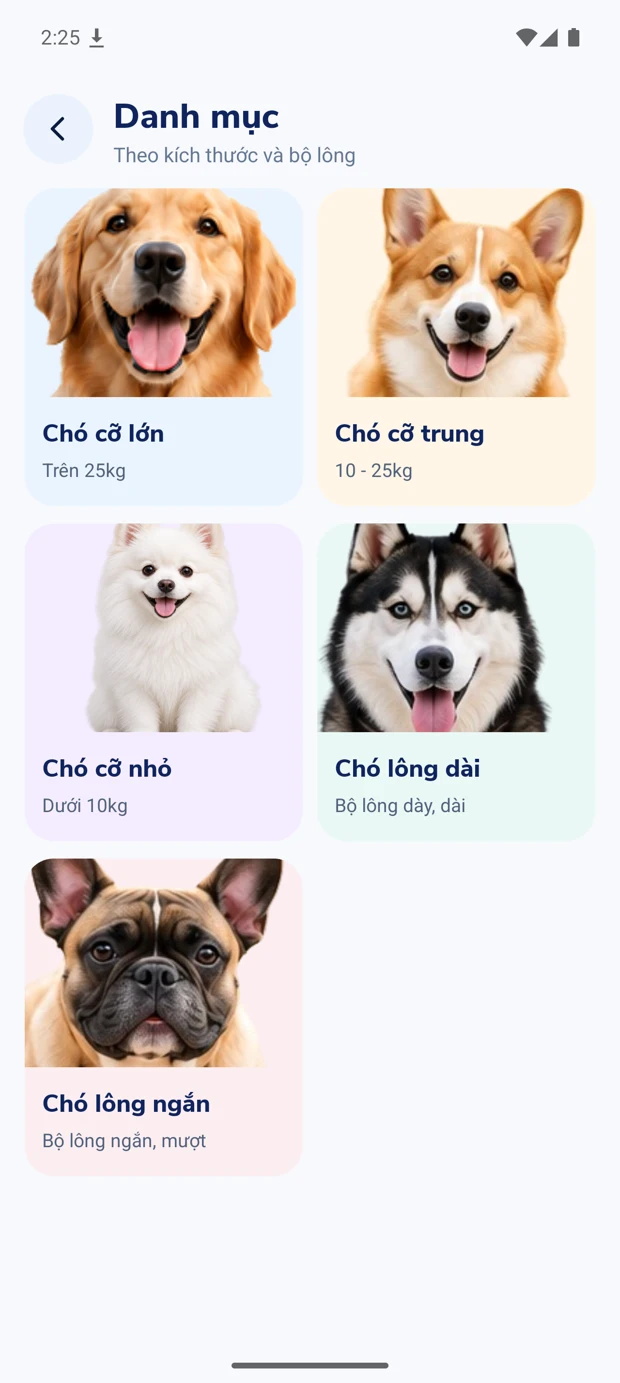 2:25
Danh mục
Theo kích thước và bộ lông
Chó cỡ lớn
Trên 25kg
Chó cỡ trung
10 - 25kg
Chó cỡ nhỏ
Dưới 10kg
Chó lông dài
Bộ lông dày, dài
Chó lông ngắn
Bộ lông ngắn, mượt